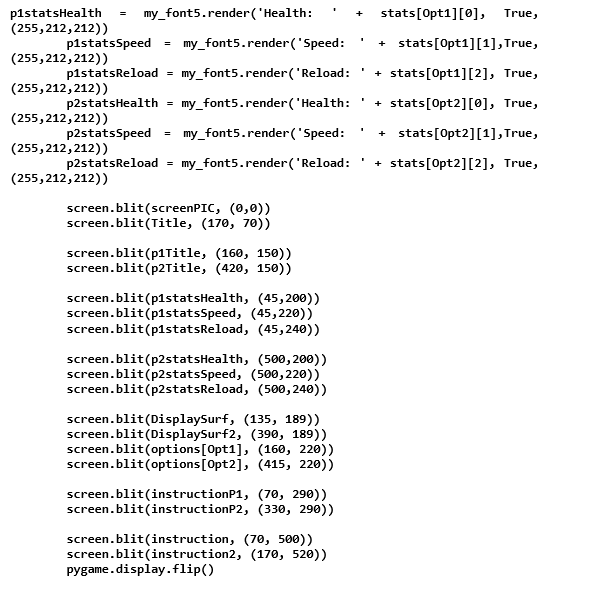 p1statsHealth = my_font5.render('Health: ' + stats[Opt1][0], True,
(255,212,212))
p1statsSpeed = my_font5.render('Speed: ' + stats[Opt1][1],True,
(255,212,212))
p1statsReload = my_font5.render('Reload: ' + stats[Opt1][2], True,
(255,212,212))
p2statsHealth = my_font5.render('Health: ' + stats[Opt2][0], True,
(255,212,212))
p2statsSpeed = my_font5.render('Speed: ' + stats[Opt2][1],True,
(255,212,212))
p2statsReload = my_font5.render('Reload: ' + stats[Opt2][2], True,
(255,212,212))
screen.blit(screenPIC, (0,0))
screen.blit(Title, (170, 70))
screen.blit(p1Title, (160, 150))
screen.blit(p2Title, (420, 150))
screen.blit(p1statsHealth, (45,200))
screen.blit(p1statsSpeed, (45,220))
screen.blit(p1statsReload, (45,240))
screen.blit(p2statsHealth, (500,200))
screen.blit(p2statsSpeed, (500,220))
screen.blit(p2statsReload, (500,240))
screen.blit(DisplaySurf, (135, 189))
screen.blit(DisplaySurf2, (390, 189))
screen.blit(options[Opt1], (160, 220))
screen.blit(options[Opt2], (415, 220))
screen.blit(instructionP1, (70, 290))
screen.blit(instructionP2, (330, 290))
screen.blit(instruction, (70, 500))
screen.blit(instruction2, (170, 520))
pygame.display.flip()